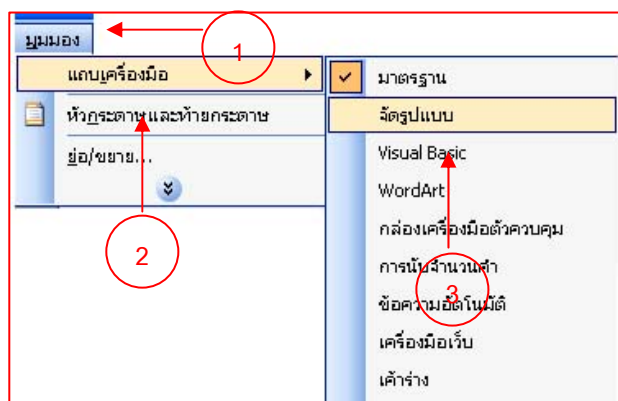 มุมมอง
1
แถบเครื่องมือ
หัวกระดาษและท้ายกระดาษ
ย่อ/ขยาย...
2
มาตรฐาน
จัดรูปแบบ
Visual Basic
WordArt
กล่องเครื่องมือตัวควบคุม
การนับจำนวนคำ
3
ข้อความอัตโนมัติ
เครื่องมือเว็บ
เค้าร่าง